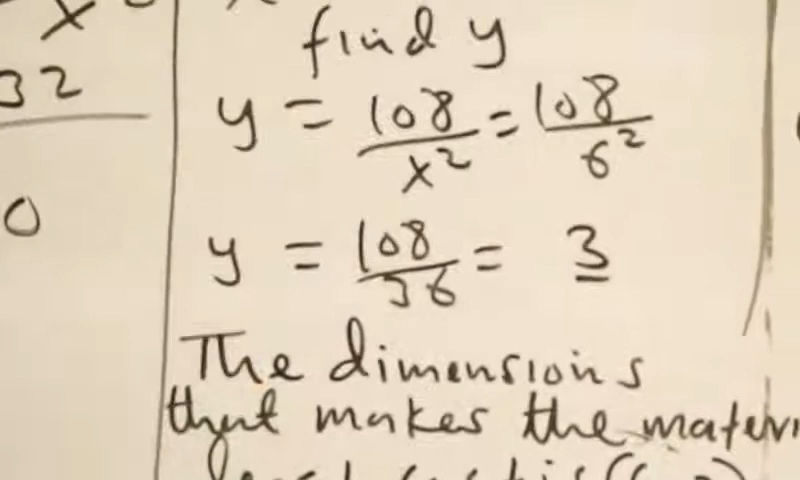 x
32
0
find y
y = 108/x² = 108/6²
y = 108/36 = 3
The dimensions
that makes the